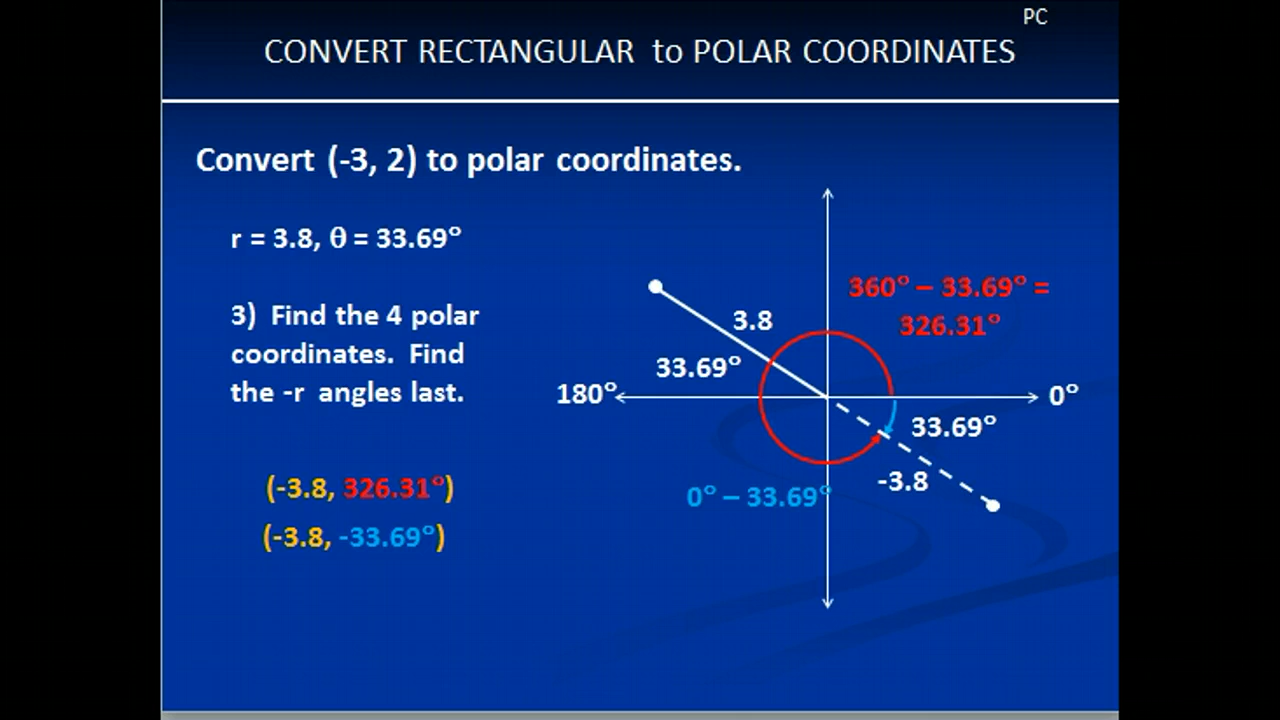 PC
CONVERT RECTANGULAR to POLAR COORDINATES
Convert (-3, 2) to polar coordinates.
r = 3.8, θ = 33.69°
3) Find the 4 polar
coordinates. Find
the -r angles last.
(-3.8, 326.31°)
(-3.8, -33.69°)
360° – 33.69° =
326.31°
3.8
33.69°
180°
0°
33.69°
-3.8
0° – 33.69°